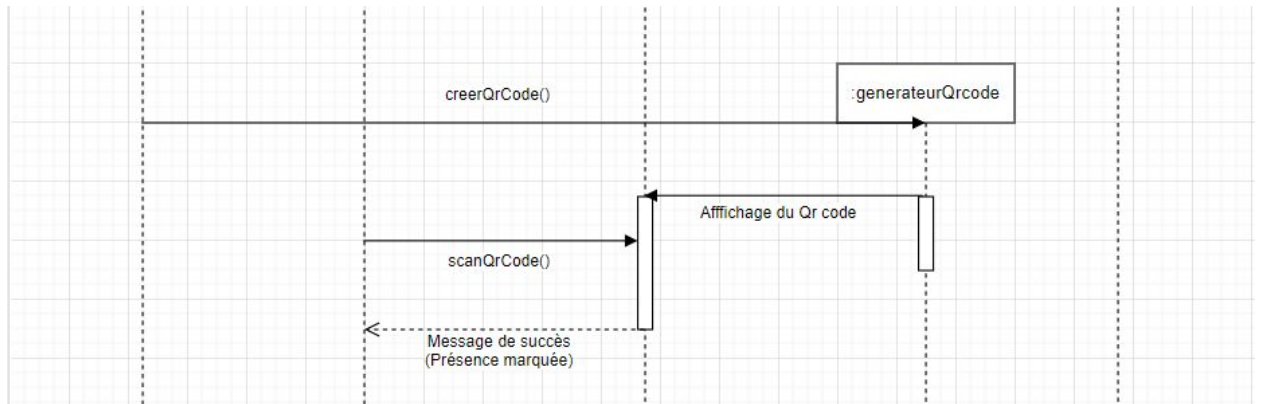 creerQrCode()
:generateurQrcode
Afffichage du Qr code
scanQrCode()
Message de succès
(Présence marquée)